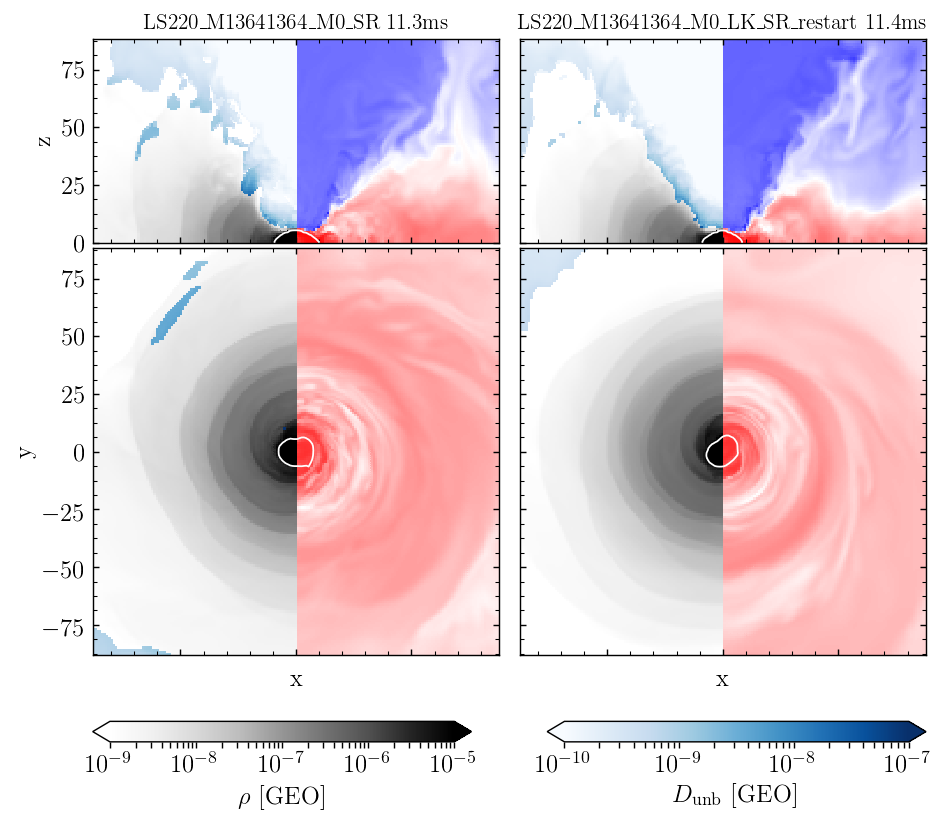 LS220_M13641364_M0_SR 11.3ms
LS220_M13641364_M0_LK_SR_restart 11.4ms
75
50
25
0
z
75
50
25
0
−25
−50
−75
y
x
x
10⁻⁹ 10⁻⁸ 10⁻⁷ 10⁻⁶ 10⁻⁵
ρ [GEO]
10⁻¹⁰ 10⁻⁹ 10⁻⁸ 10⁻⁷
D_unb [GEO]